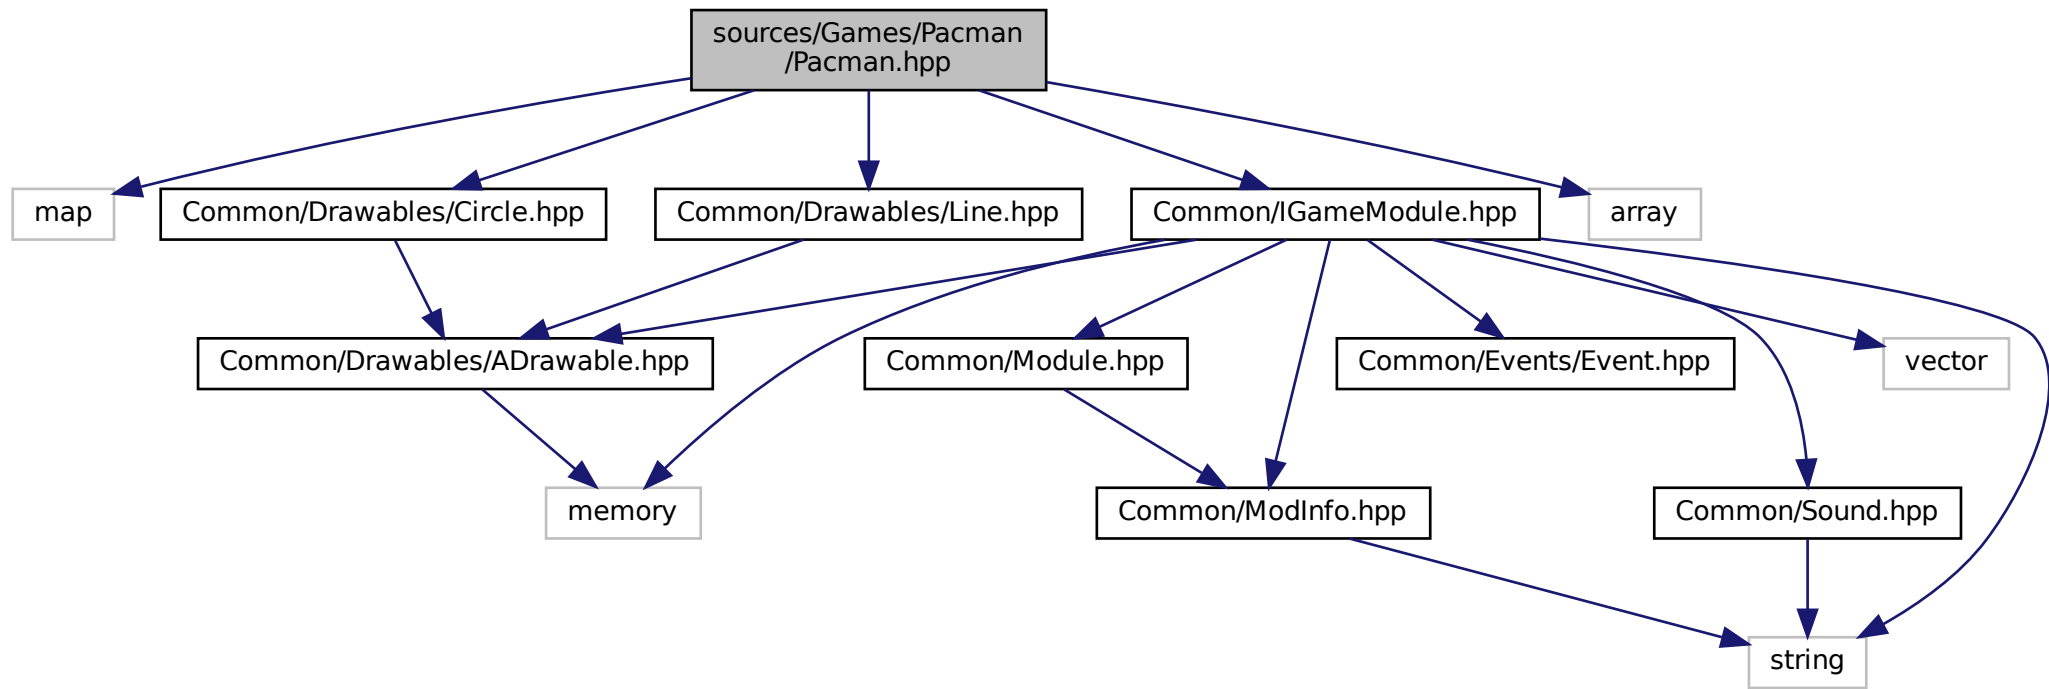 sources/Games/Pacman
/Pacman.hpp
map
Common/Drawables/Circle.hpp
Common/Drawables/Line.hpp
Common/IGameModule.hpp
array
Common/Drawables/ADrawable.hpp
Common/Module.hpp
Common/Events/Event.hpp
vector
memory
Common/ModInfo.hpp
Common/Sound.hpp
string